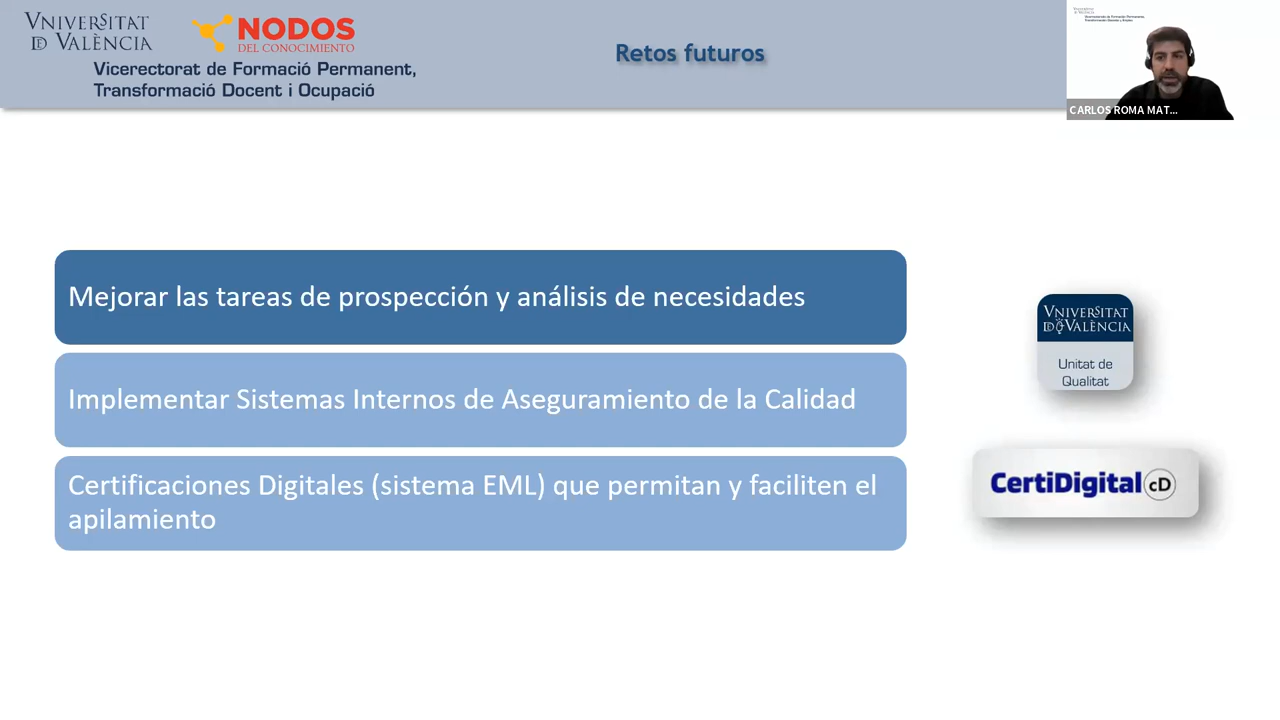 VNIVERSITAT
ID VALÈNCIA
NODOS
DEL CONOCIMIENTO
Vicerectorat de Formació Permanent,
Transformació Docent i Ocupació
Retos futuros
CARLOS ROMA MAT...
Mejorar las tareas de prospección y análisis de necesidades
Implementar Sistemas Internos de Aseguramiento de la Calidad
Certificaciones Digitales (sistema EML) que permitan y faciliten el
apilamiento
VNIVERSITAT
ID VALÈNCIA
Unitat de
Qualitat
CertiDigital cD